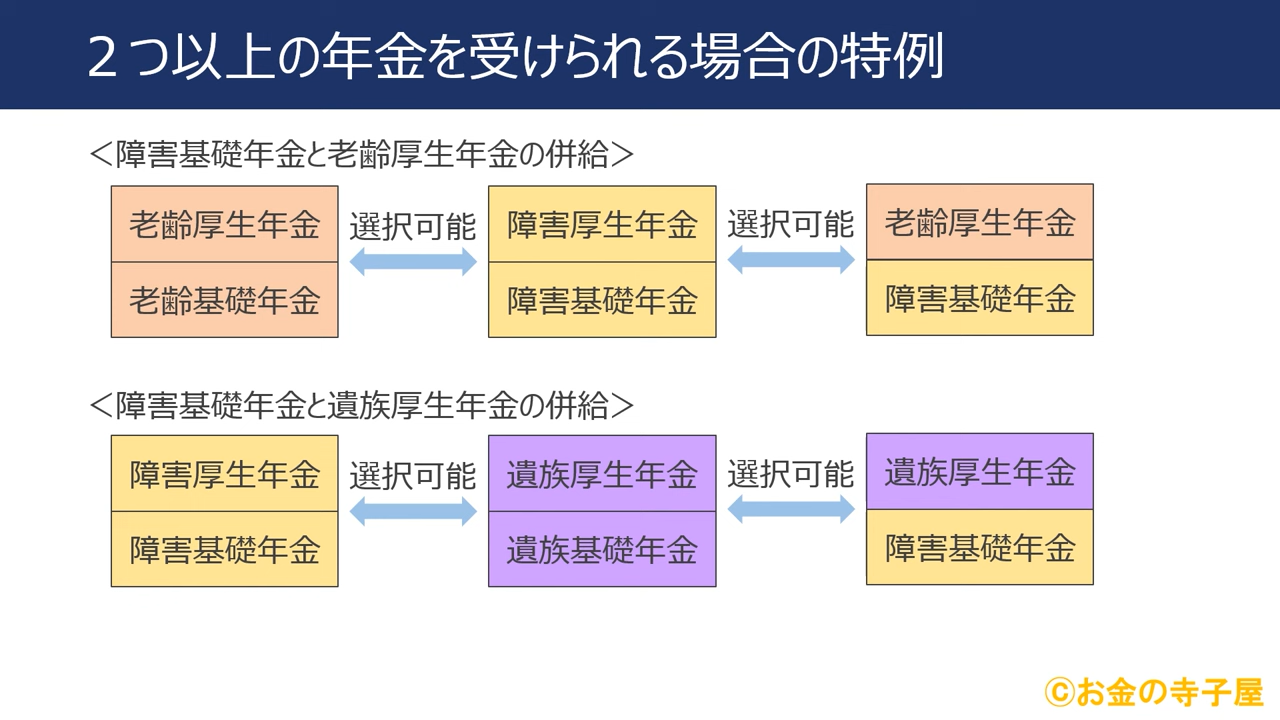 ２つ以上の年金を受けられる場合の特例
＜障害基礎年金と老齢厚生年金の併給＞
老齢厚生年金
老齢基礎年金
選択可能
障害厚生年金
障害基礎年金
選択可能
老齢厚生年金
障害基礎年金
＜障害基礎年金と遺族厚生年金の併給＞
障害厚生年金
障害基礎年金
選択可能
遺族厚生年金
遺族基礎年金
選択可能
遺族厚生年金
障害基礎年金
©お金の寺子屋